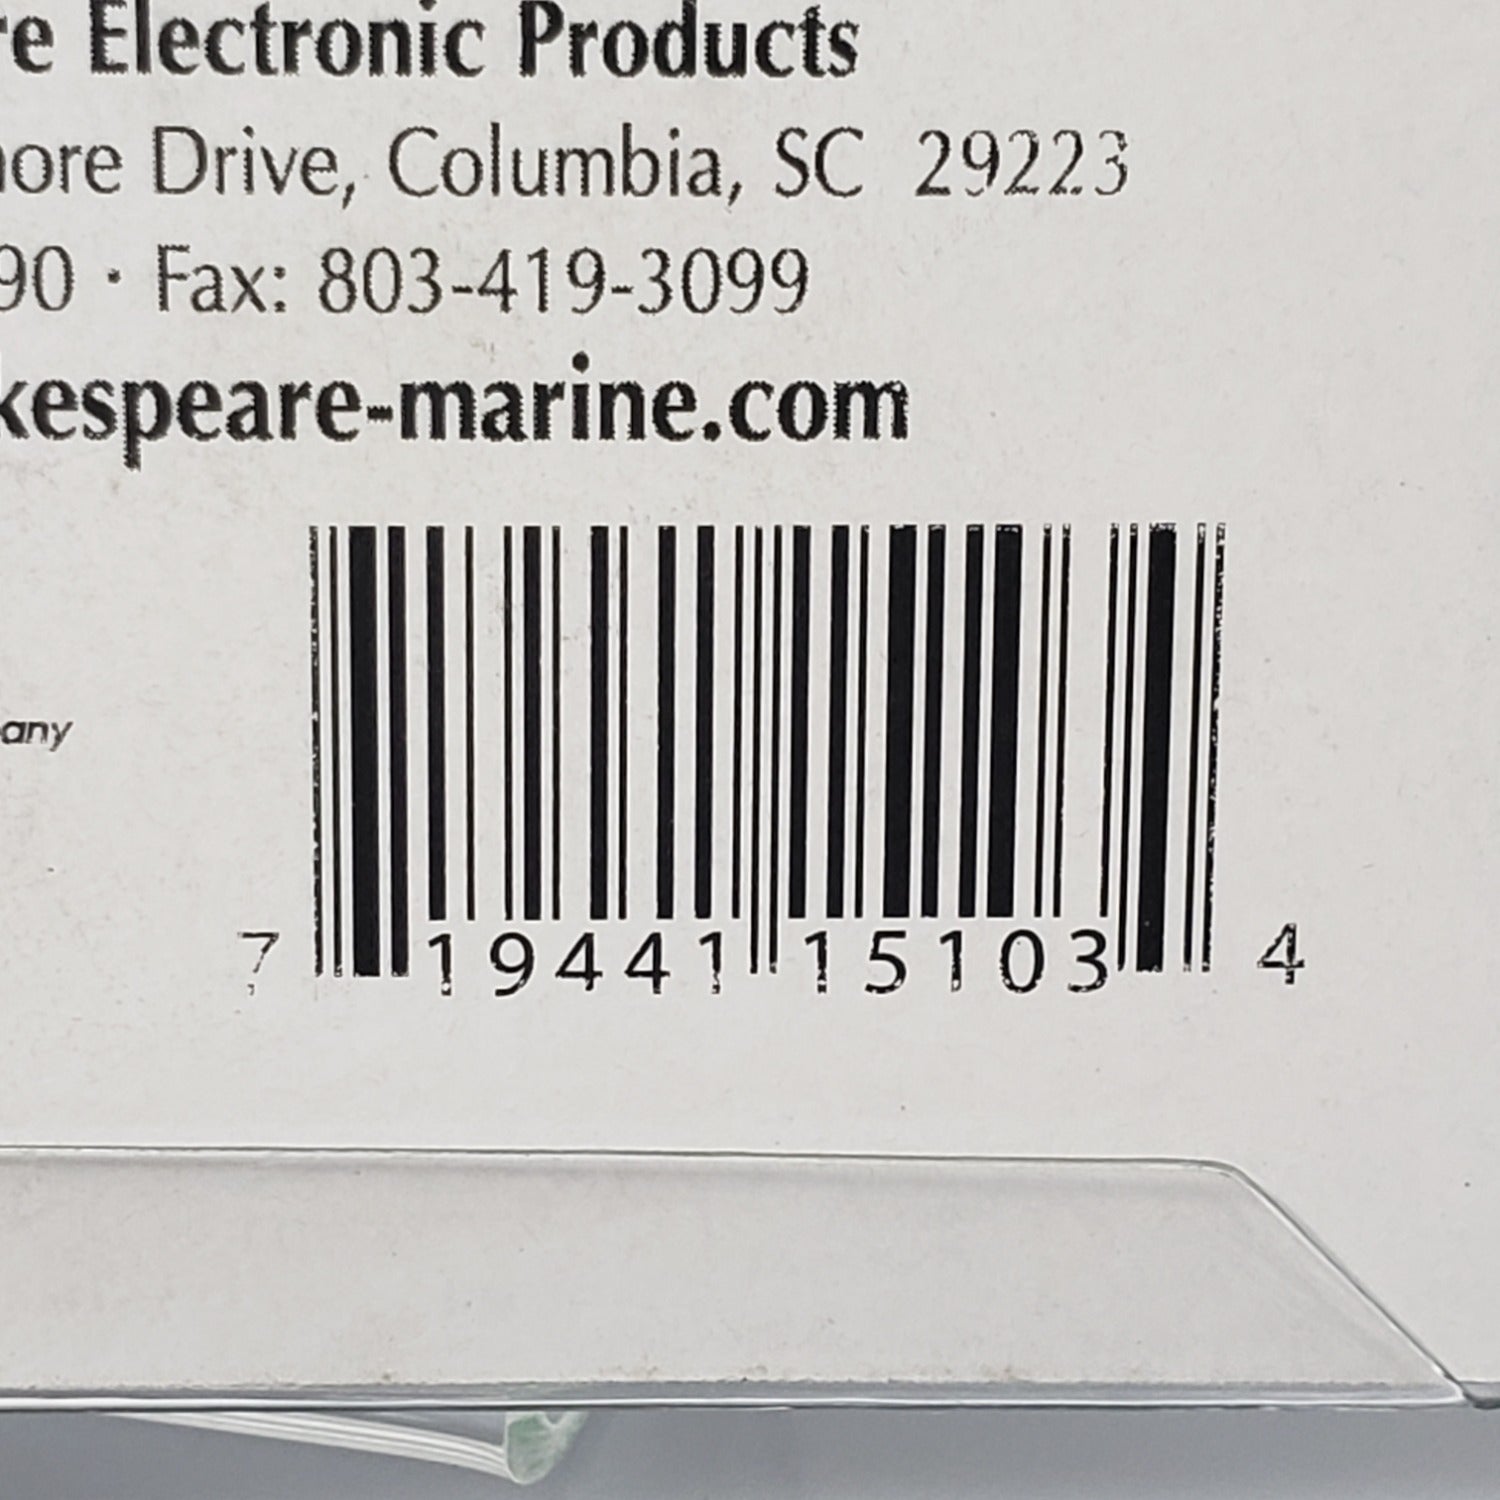 re Electronic Products
ore Drive, Columbia, SC 29223
90 · Fax: 803-419-3099
kespeare-marine.com
any
7 19441 15103 4